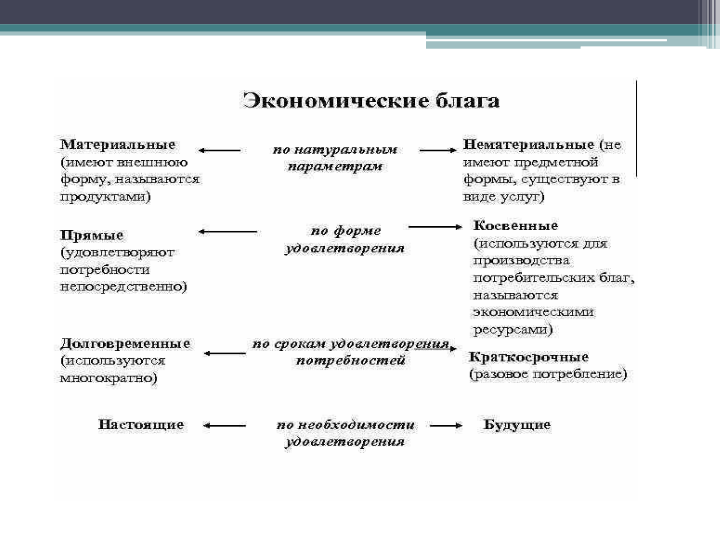 Экономические блага
Материальные
(имеют внешнюю
форму, называются
продуктами)
по натуральным
параметрам
Нематериальные (не
имеют предметной
формы, существуют в
виде услуг)
Прямые
(удовлетворяют
потребности
непосредственно)
по форме
удовлетворения
Косвенные
(используются для
производства
потребительских благ,
называются
экономическими
ресурсами)
Долговременные
(используются
многократно)
по срокам удовлетворения
потребностей
Краткосрочные
(разовое потребление)
Настоящие
по необходимости
удовлетворения
Будущие